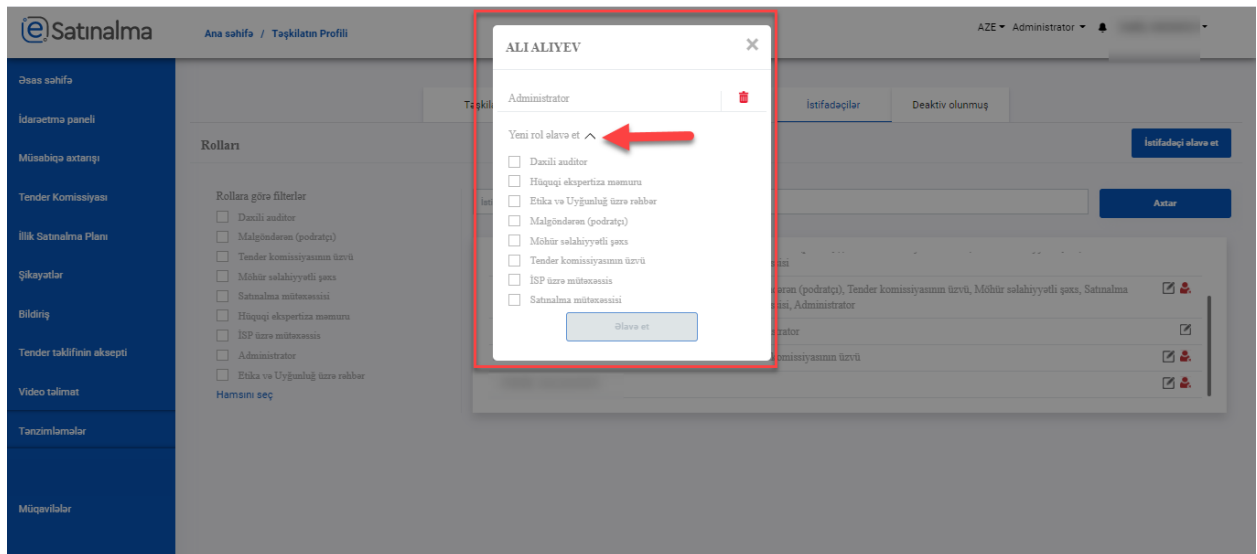 eSatınalma
Ana səhifə / Təşkilatın Profili
AZE Administrator
Əsas səhifə
İdarəetmə paneli
Müsabiqə axtarışı
Tender Komissiyası
İllik Satınalma Planı
Şikayətlər
Bildiriş
Tender təklifinin aksepti
Video təlimat
Tənzimləmələr
Müqavilələr
İstifadəçilər
Deaktiv olunmuş
Rolları
İstifadəçi əlavə et
Rollara görə filterlər
Daxili auditor
Malgöndərən (podratçı)
Tender komissiyasının üzvü
Möhür səlahiyyətli şəxs
Satınalma mütəxəssisi
Hüquqi ekspertiza məmuru
İSP üzrə mütəxəssis
Administrator
Etika və Uyğunluğ üzrə rəhbər
Hamsını seç
Axtar
(podratçı), Tender komissiyasının üzvü, Möhür səlahiyyətli şəxs, Satınalma
Administrator
üzvü
ALI ALIYEV
Administrator
Yeni rol əlavə et
Daxili auditor
Hüquqi ekspertiza məmuru
Etika və Uyğunluğ üzrə rəhbər
Malgöndərən (podratçı)
Möhür səlahiyyətli şəxs
Tender komissiyasının üzvü
İSP üzrə mütəxəssis
Satınalma mütəxəssisi
Əlavə et